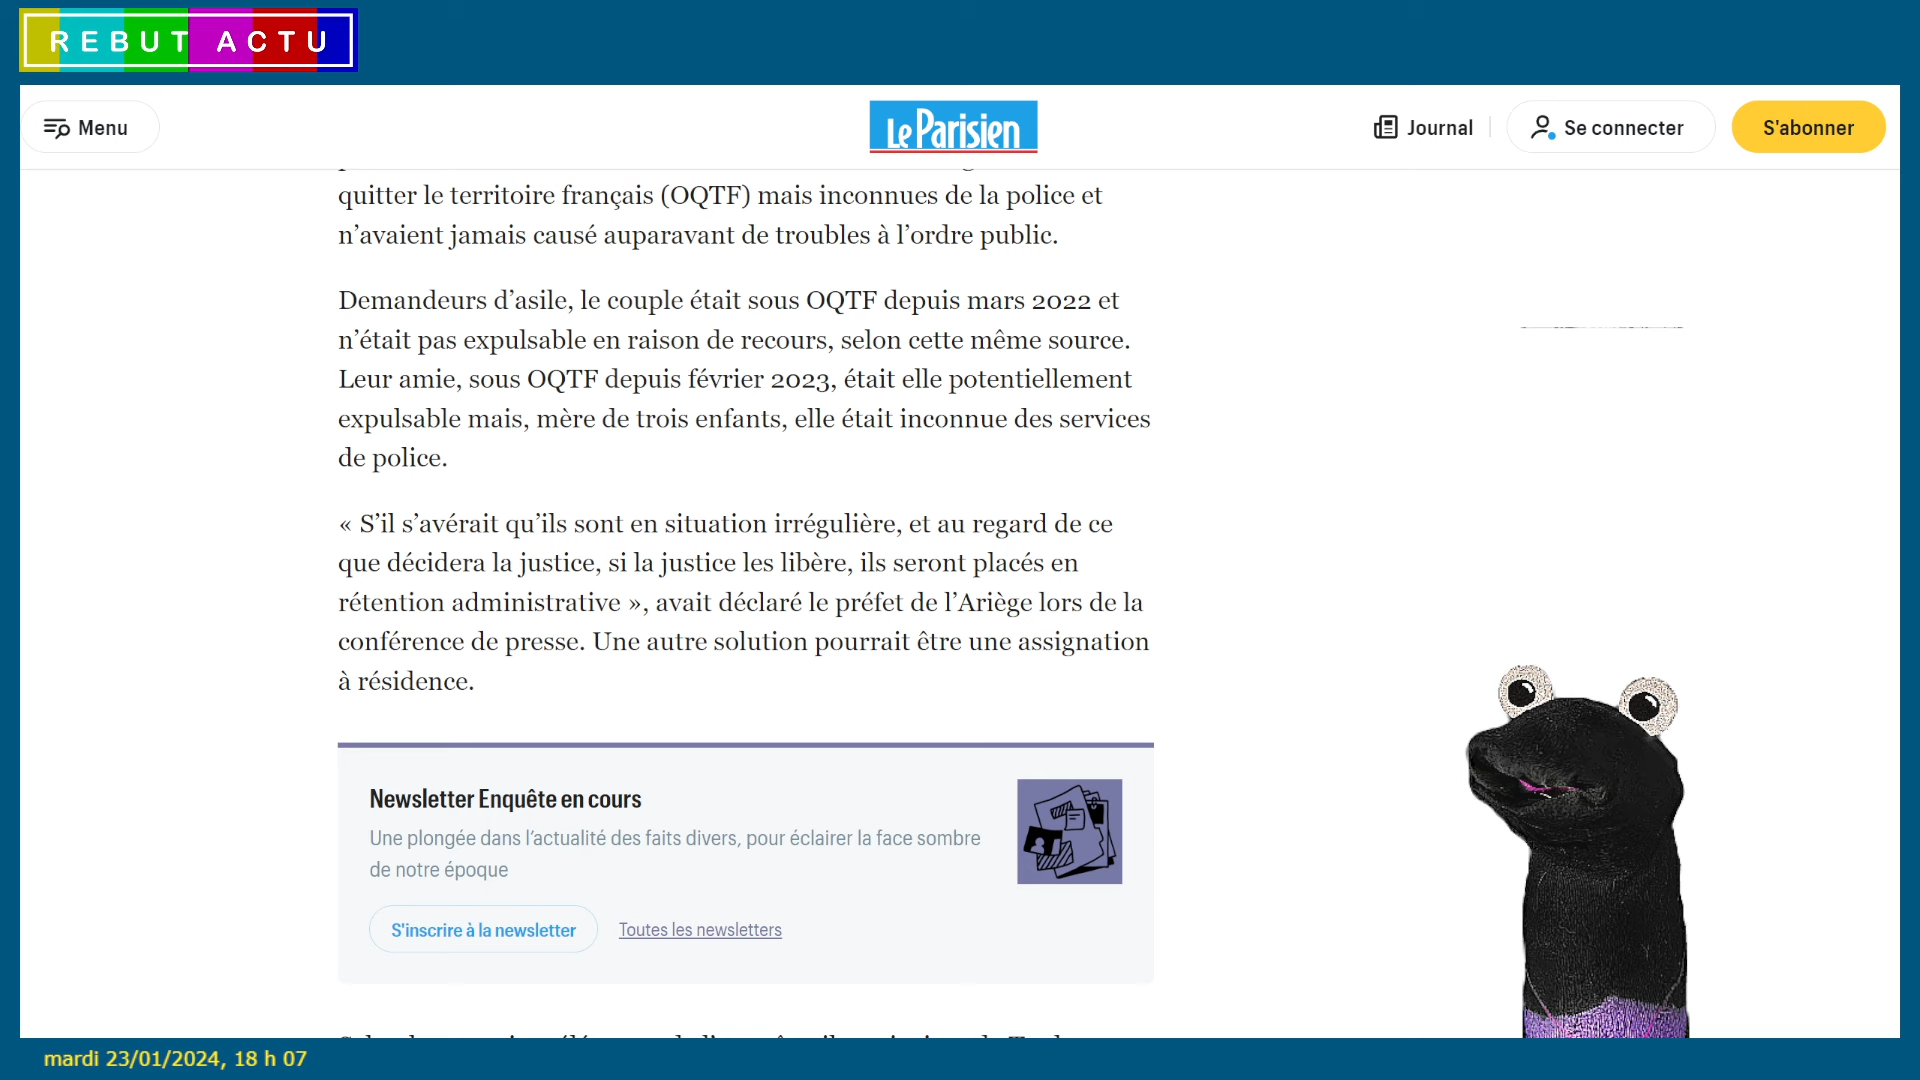 REBUT ACTU
Menu
Le Parisien
Journal
Se connecter
S'abonner
quitter le territoire français (OQTF) mais inconnues de la police et
n’avaient jamais causé auparavant de troubles à l’ordre public.
Demandeurs d’asile, le couple était sous OQTF depuis mars 2022 et
n’était pas expulsable en raison de recours, selon cette même source.
Leur amie, sous OQTF depuis février 2023, était elle potentiellement
expulsable mais, mère de trois enfants, elle était inconnue des services
de police.
« S’il s’avérait qu’ils sont en situation irrégulière, et au regard de ce
que décidera la justice, si la justice les libère, ils seront placés en
rétention administrative », avait déclaré le préfet de l’Ariège lors de la
conférence de presse. Une autre solution pourrait être une assignation
à résidence.
Newsletter Enquête en cours
Une plongée dans l’actualité des faits divers, pour éclairer la face sombre
de notre époque
S'inscrire à la newsletter
Toutes les newsletters
mardi 23/01/2024, 18 h 07